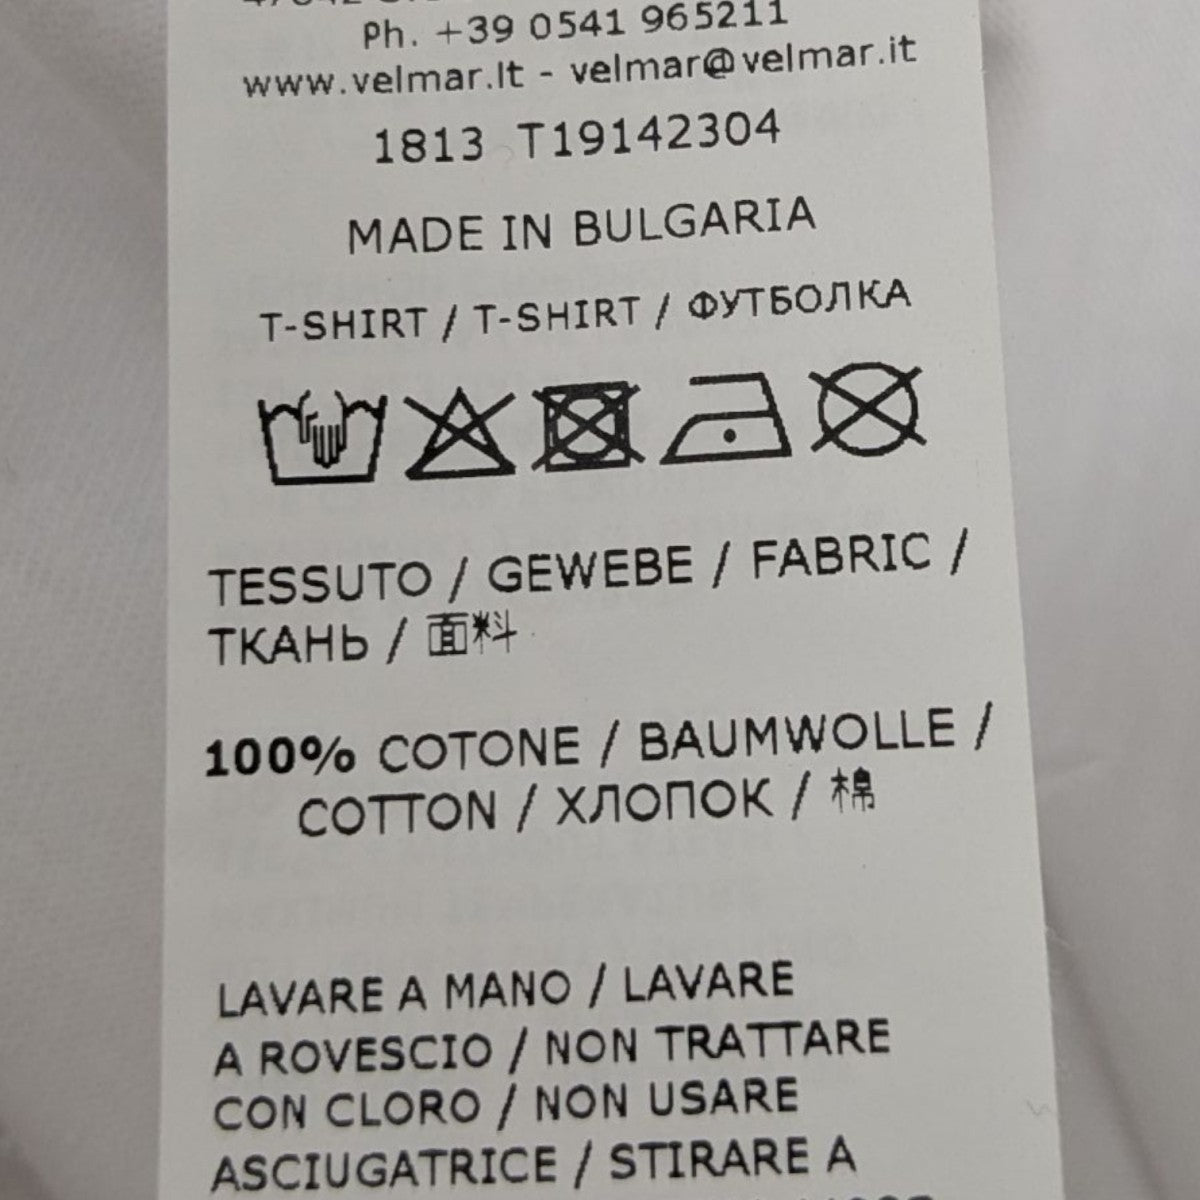 Ph. +39 0541 965211
www.velmar.it - velmar@velmar.it
1813 T19142304
MADE IN BULGARIA
T-SHIRT / T-SHIRT / ФУТБОЛКА
TESSUTO / GEWEBE / FABRIC /
ТКАНЬ / 面料
100% COTONE / BAUMWOLLE /
COTTON / ХЛОПОК / 棉
LAVARE A MANO / LAVARE
A ROVESCIO / NON TRATTARE
CON CLORO / NON USARE
ASCIUGATRICE / STIRARE A